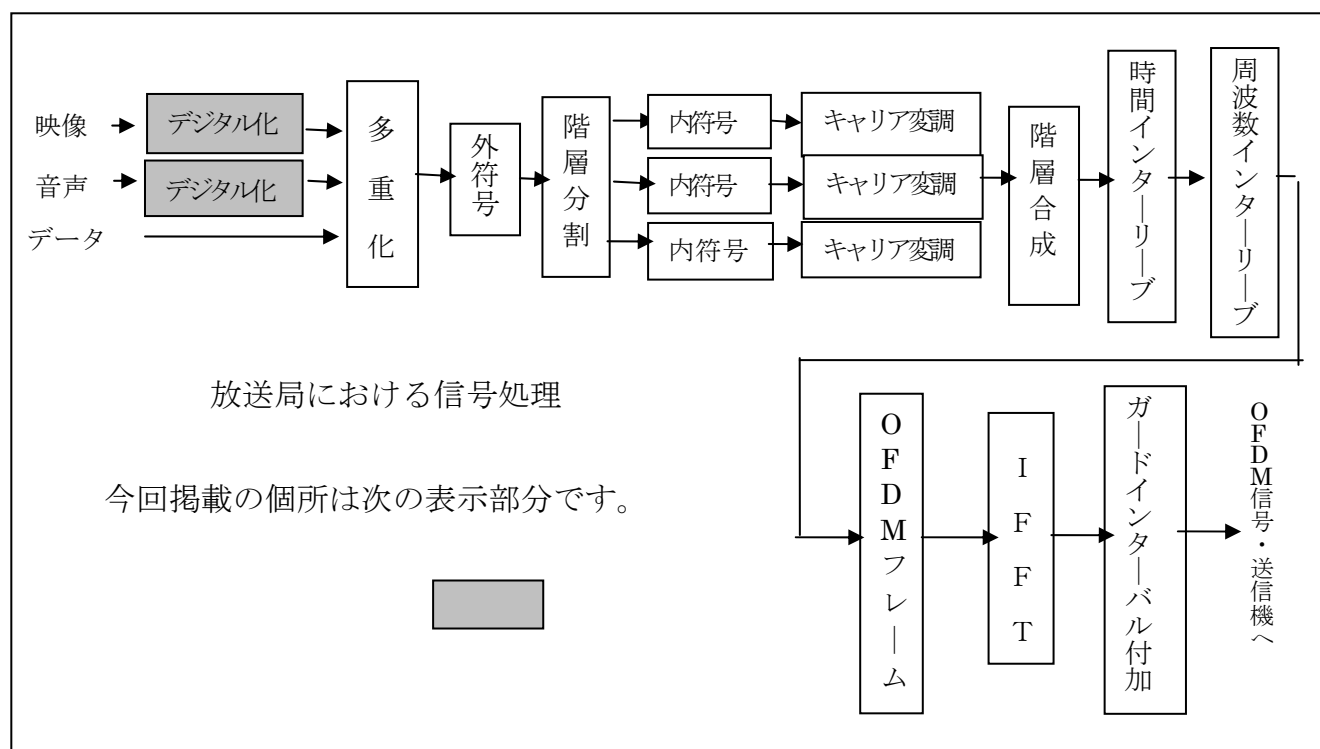 映像
デジタル化
音声
デジタル化
データ
多重化
外符号
階層分割
内符号
キャリア変調
内符号
キャリア変調
内符号
キャリア変調
階層合成
時間インターリーブ
周波数インターリーブ
放送局における信号処理
今回掲載の個所は次の表示部分です。
OFDMフレーム
IFFT
ガードインターバル付加
OFDM信号・送信機へ